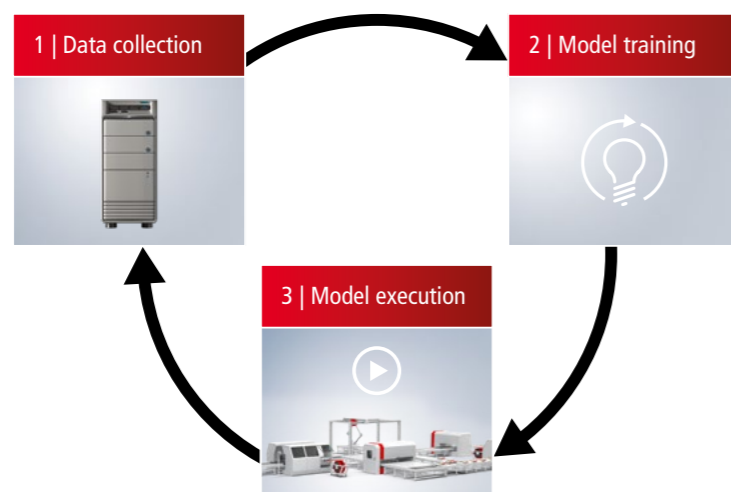 1 | Data collection
2 | Model training
3 | Model execution